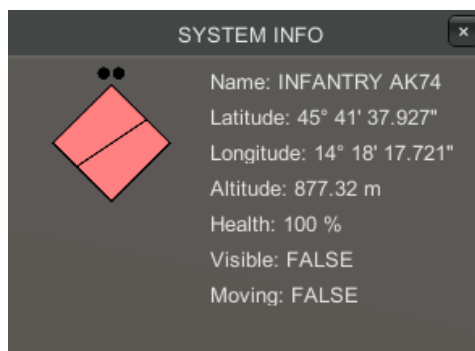 SYSTEM INFO
×
Name: INFANTRY AK74
Latitude: 45° 41' 37.927"
Longitude: 14° 18' 17.721"
Altitude: 877.32 m
Health: 100 %
Visible: FALSE
Moving: FALSE